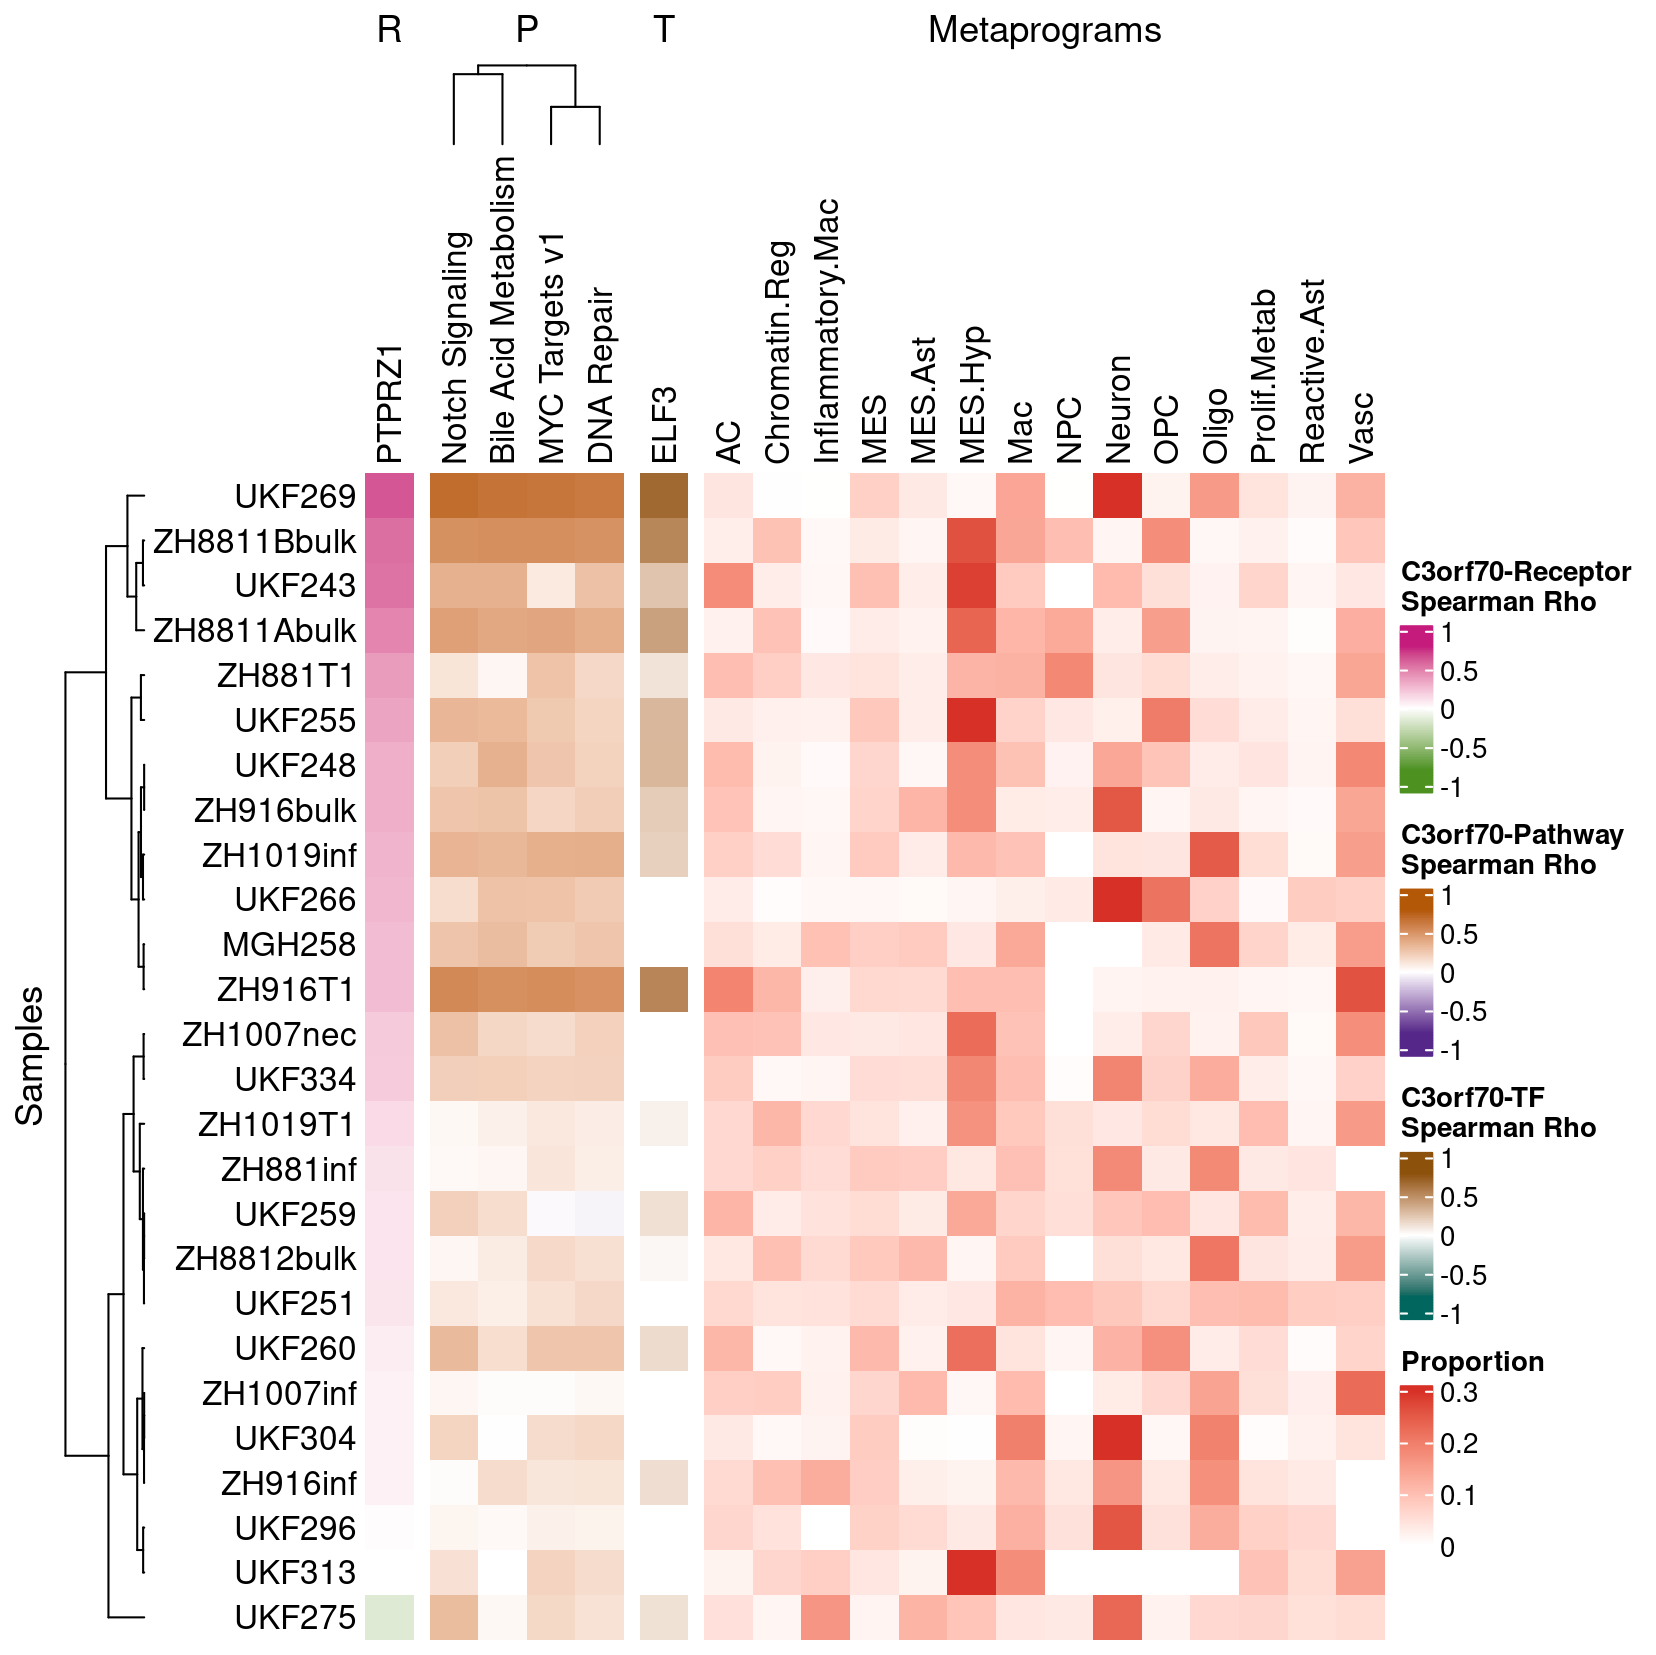 R P T Metaprograms
PTPRZ1
Notch Signaling
Bile Acid Metabolism
MYC Targets v1
DNA Repair
ELF3
AC
Chromatin.Reg
Inflammatory.Mac
MES
MES.Ast
MES.Hyp
Mac
NPC
Neuron
OPC
Oligo
Prolif.Metab
Reactive.Ast
Vasc
Samples
UKF269
ZH8811Bbulk
UKF243
ZH8811Abulk
ZH881T1
UKF255
UKF248
ZH916bulk
ZH1019inf
UKF266
MGH258
ZH916T1
ZH1007nec
UKF334
ZH1019T1
ZH881inf
UKF259
ZH8812bulk
UKF251
UKF260
ZH1007inf
UKF304
ZH916inf
UKF296
UKF313
UKF275
C3orf70-Receptor
Spearman Rho
1
0.5
0
-0.5
-1
C3orf70-Pathway
Spearman Rho
1
0.5
0
-0.5
-1
C3orf70-TF
Spearman Rho
1
0.5
0
-0.5
-1
Proportion
0.3
0.2
0.1
0